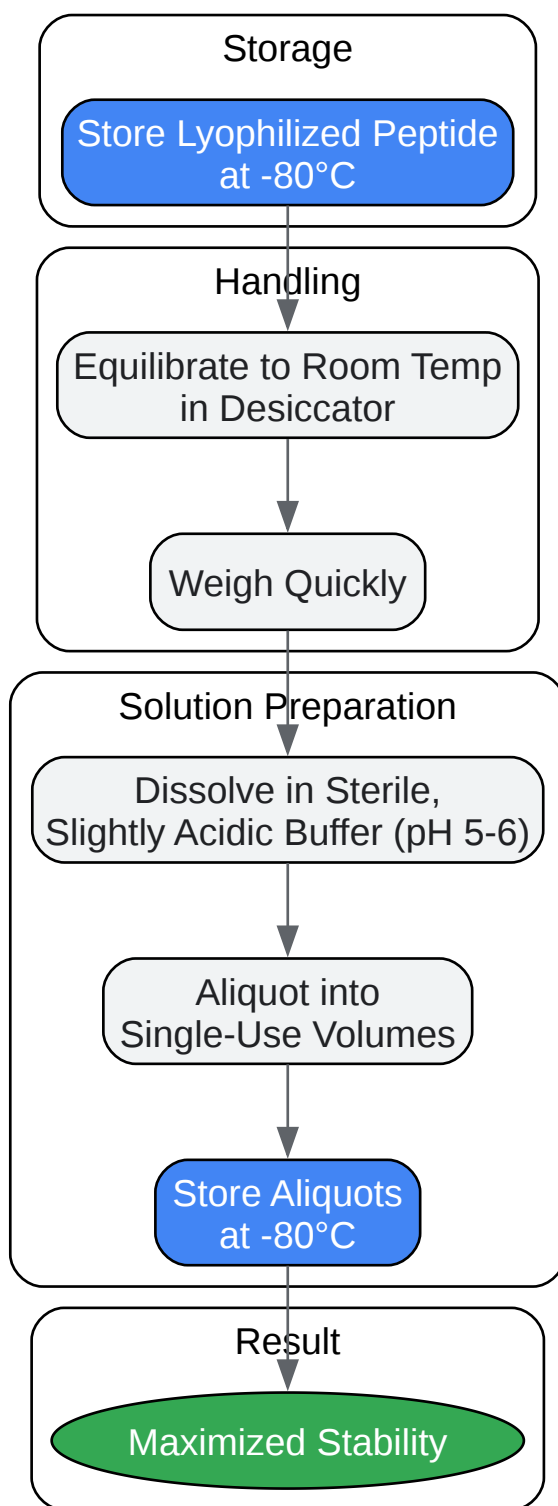 Storage
Store Lyophilized Peptide
at -80°C
Handling
Equilibrate to Room Temp
in Desiccator
Weigh Quickly
Solution Preparation
Dissolve in Sterile,
Slightly Acidic Buffer (pH 5-6)
Aliquot into
Single-Use Volumes
Store Aliquots
at -80°C
Result
Maximized Stability